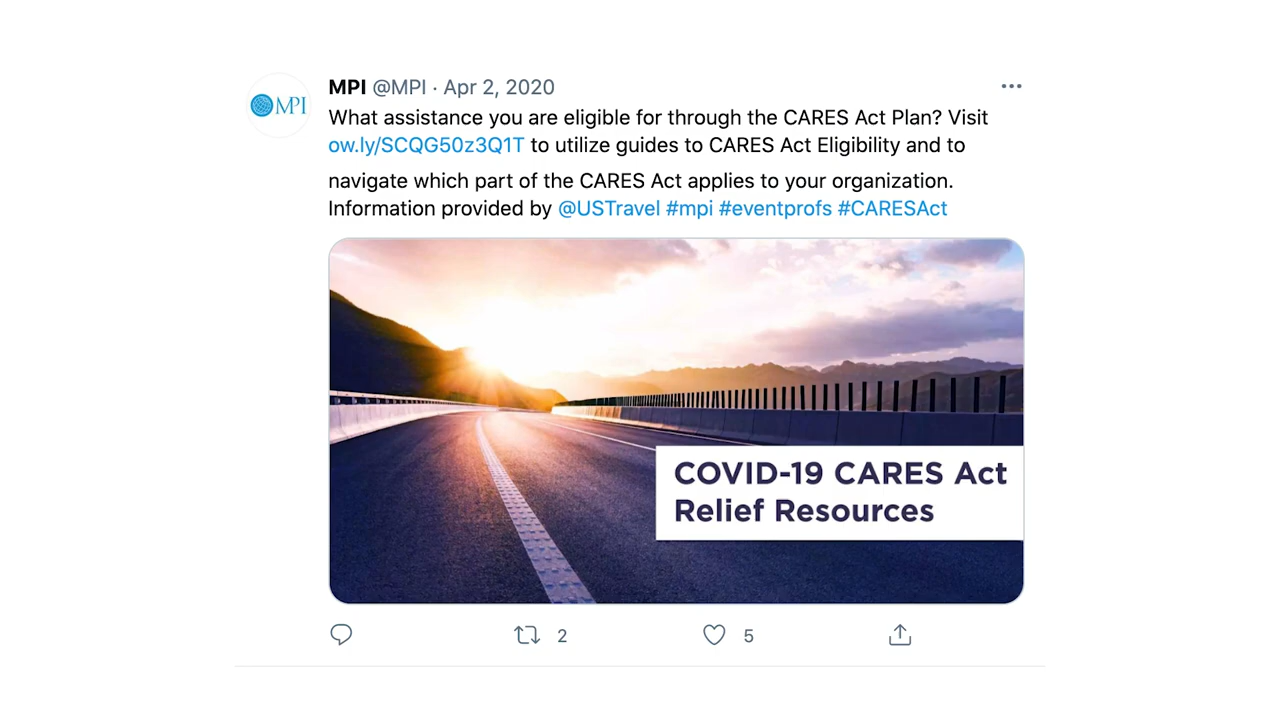 MPI
MPI @MPI · Apr 2, 2020
What assistance you are eligible for through the CARES Act Plan? Visit
ow.ly/SCQG50z3Q1T to utilize guides to CARES Act Eligibility and to
navigate which part of the CARES Act applies to your organization.
Information provided by @USTravel #mpi #eventprofs #CARESAct
COVID-19 CARES Act
Relief Resources
2 5